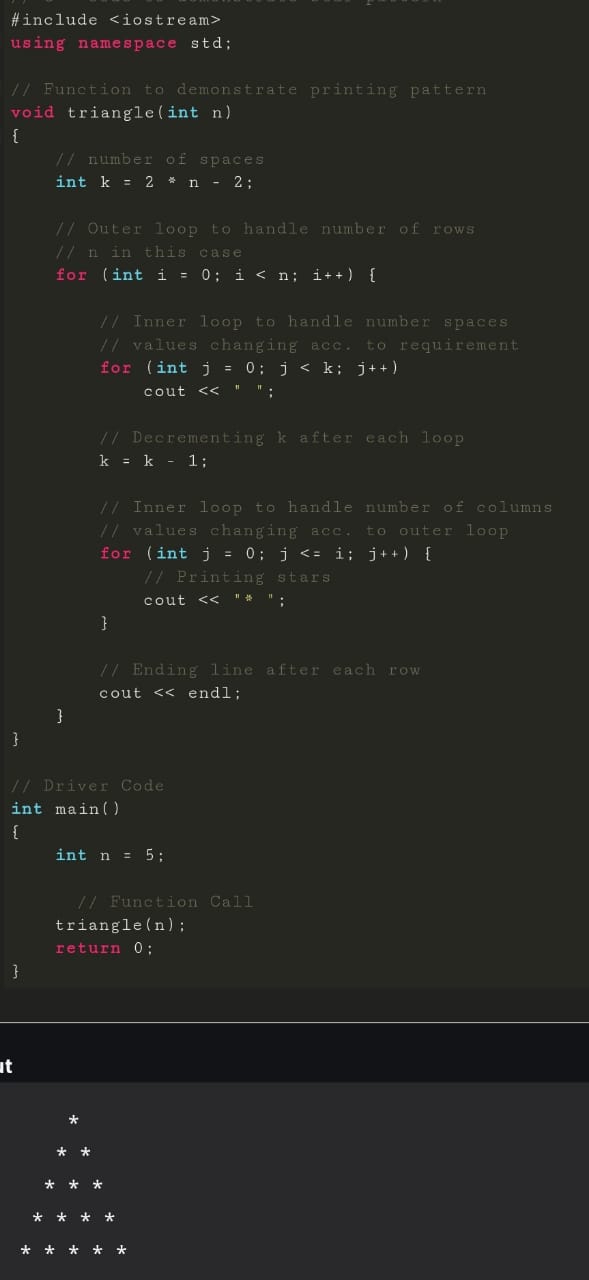 #include <iostream>
using namespace std;
// Function to demonstrate printing pattern
void triangle(int n)
{
// number of spaces
int k = 2 * n - 2;
// Outer loop to handle number of rows
// n in this case
for (int i = 0; i < n; i++) {
// Inner loop to handle number spaces
// values changing acc. to requirement
for (int j = 0; j < k; j++)
cout << " ";
// Decrementing k after each loop
k = k - 1;
// Inner loop to handle number of columns
// values changing acc. to outer loop
for (int j = 0; j <= i; j++) {
// Printing stars
cout << "* ";
}
// Ending line after each row
cout << endl;
}
}
// Driver Code
int main()
{
int n = 5;
// Function Call
triangle(n);
return 0;
}
ut
*
* *
* * *
* * * *
* * * * *